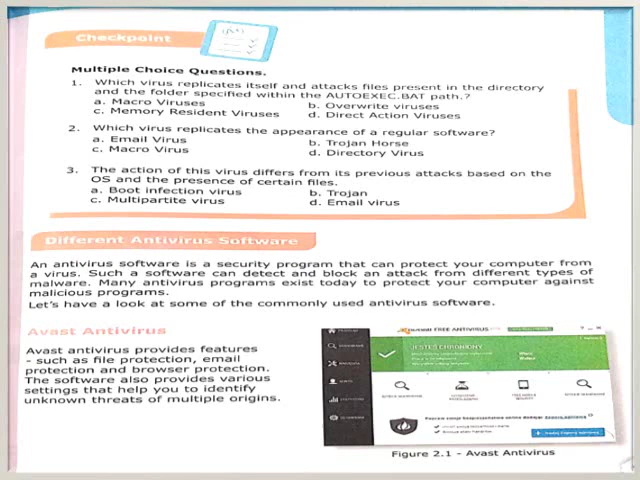 Checkpoint
Multiple Choice Questions.
1. Which virus replicates itself and attacks files present in the directory
and the folder specified within the AUTOEXEC.BAT path.?
a. Macro Viruses b. Overwrite viruses
c. Memory Resident Viruses d. Direct Action Viruses
2. Which virus replicates the appearance of a regular software?
a. Email Virus b. Trojan Horse
c. Macro Virus d. Directory Virus
3. The action of this virus differs from its previous attacks based on the
OS and the presence of certain files.
a. Boot infection virus b. Trojan
c. Multipartite virus d. Email virus
Different Antivirus Software
An antivirus software is a security program that can protect your computer from
a virus. Such a software can detect and block an attack from different types of
malware. Many antivirus programs exist today to protect your computer against
malicious programs.
Let's have a look at some of the commonly used antivirus software.
Avast Antivirus
Avast antivirus provides features
- such as file protection, email
protection and browser protection.
The software also provides various
settings that help you to identify
unknown threats of multiple origins.
FREE ANTIVIRUS
JESTEŚ CHRONIONY
Figure 2.1 - Avast Antivirus